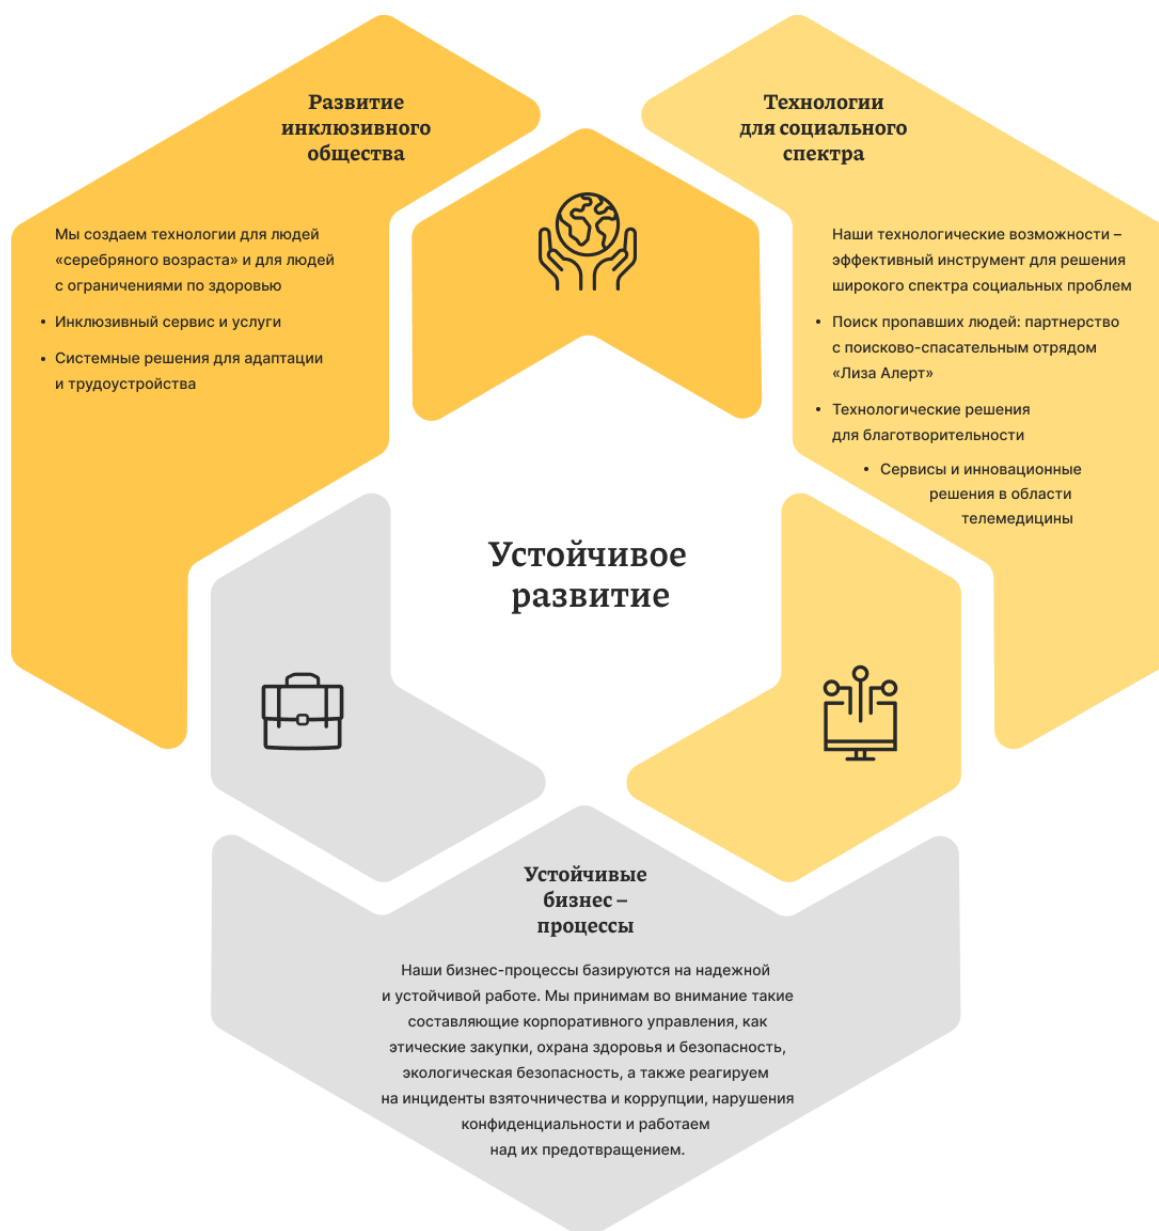 Развитие
инклюзивного
общества
Мы создаем технологии для людей
«серебряного возраста» и для людей
с ограничениями по здоровью
• Инклюзивный сервис и услуги
• Системные решения для адаптации
и трудоустройства
Технологии
для социального
спектра
Наши технологические возможности –
эффективный инструмент для решения
широкого спектра социальных проблем
• Поиск пропавших людей: партнерство
с поисково-спасательным отрядом
«Лиза Алерт»
• Технологические решения
для благотворительности
• Сервисы и инновационные
решения в области
телемедицины
Устойчивое
развитие
Устойчивые
бизнес –
процессы
Наши бизнес-процессы базируются на надежной
и устойчивой работе. Мы принимам во внимание такие
составляющие корпоративного управления, как
этические закупки, охрана здоровья и безопасность,
экологическая безопасность, а также реагируем
на инциденты взяточничества и коррупции, нарушения
конфиденциальности и работаем
над их предотвращением.